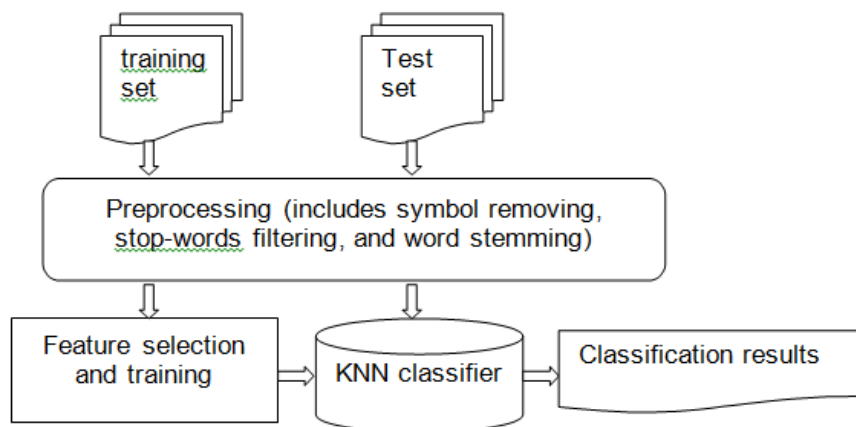 training
set
Test
set
Preprocessing (includes symbol removing,
stop-words filtering, and word stemming)
Feature selection
and training
KNN classifier
Classification results